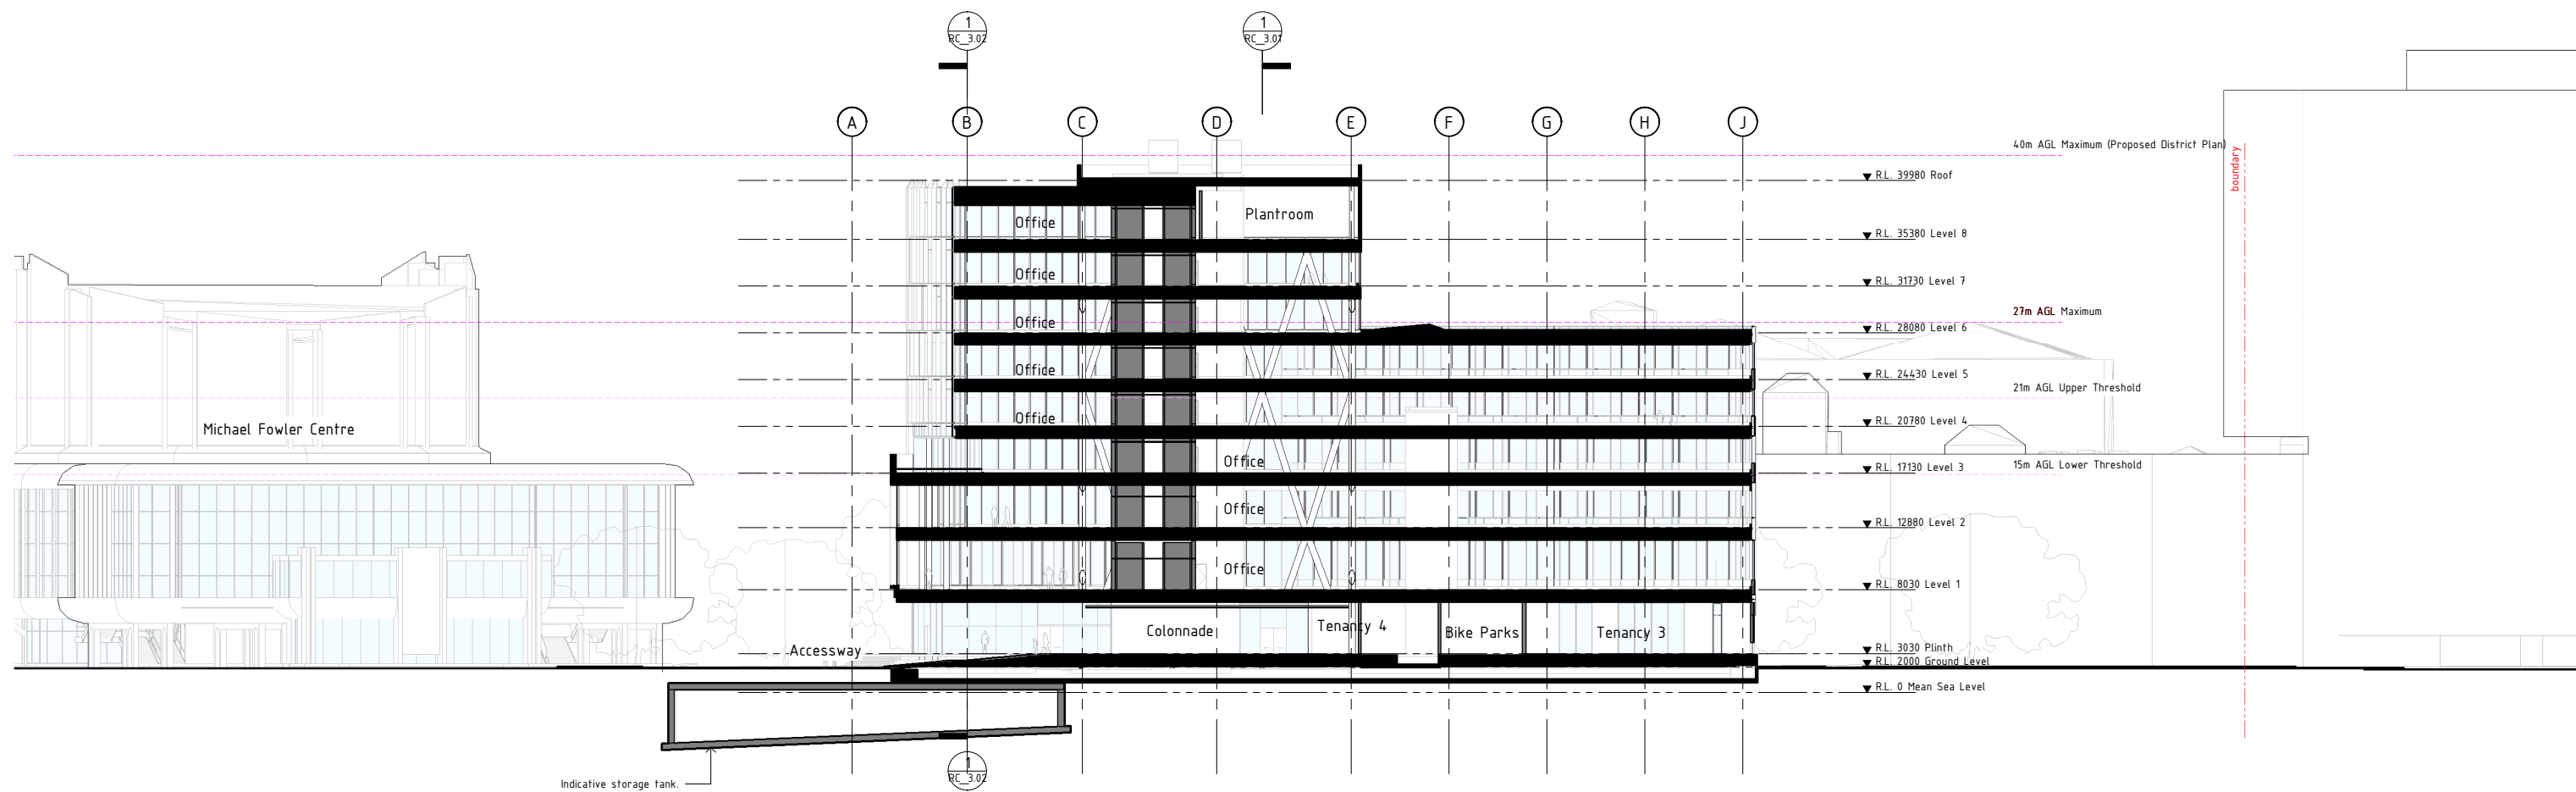 1
RC_3.02
1
RC_3.01
A
B
C
D
E
F
G
H
J
40m AGL Maximum (Proposed District Plan)
boundary
R.L. 39980 Roof
Office
Plantroom
R.L. 35380 Level 8
Office
R.L. 31730 Level 7
27m AGL Maximum
Office
R.L. 28080 Level 6
Office
R.L. 24430 Level 5
21m AGL Upper Threshold
Office
R.L. 20780 Level 4
Michael Fowler Centre
Office
R.L. 17130 Level 3
15m AGL Lower Threshold
Office
R.L. 12880 Level 2
Office
R.L. 8030 Level 1
Colonnade
Tenancy 4
Bike Parks
Tenancy 3
Accessway
R.L. 3030 Plinth
R.L. 2000 Ground Level
R.L. 0 Mean Sea Level
1
RC_3.02
Indicative storage tank.